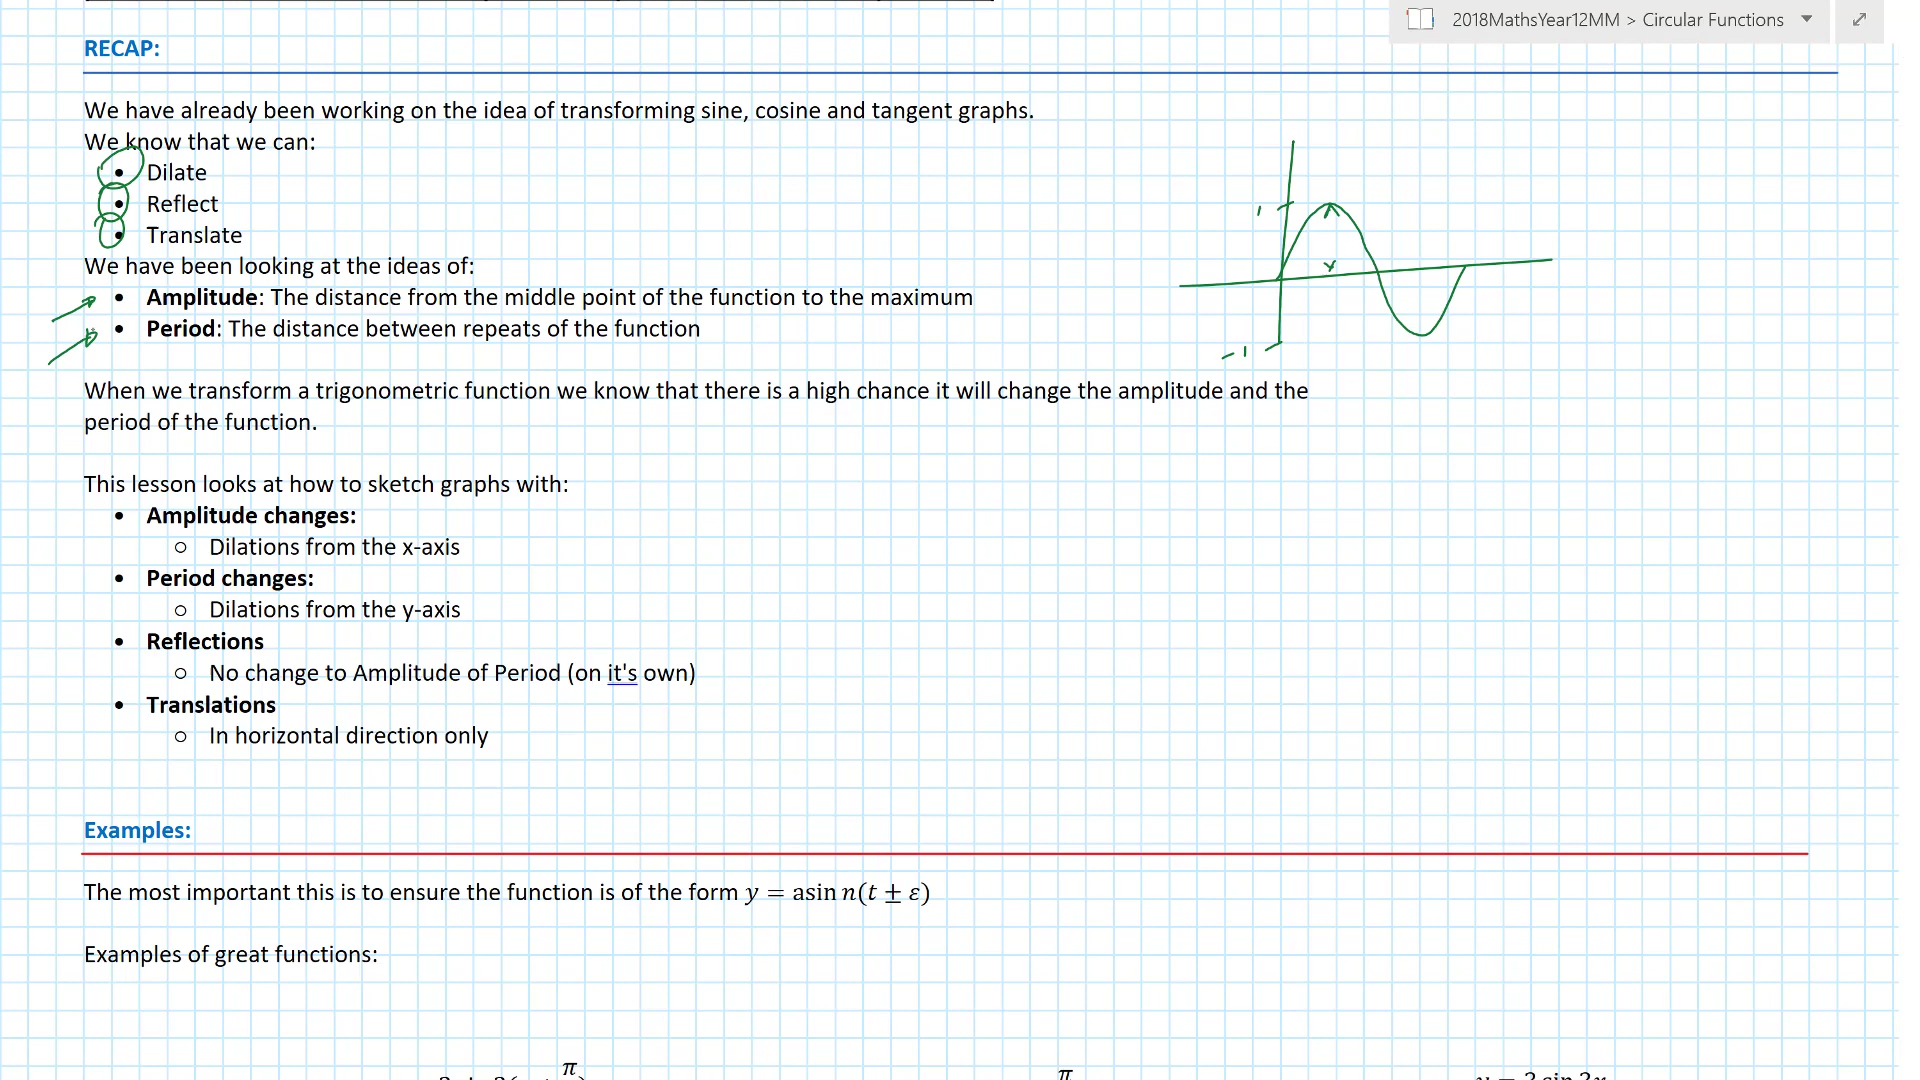 2018MathsYear12MM > Circular Functions
RECAP:
We have already been working on the idea of transforming sine, cosine and tangent graphs.
We know that we can:
• Dilate
• Reflect
• Translate
We have been looking at the ideas of:
• Amplitude: The distance from the middle point of the function to the maximum
• Period: The distance between repeats of the function
1
-1
When we transform a trigonometric function we know that there is a high chance it will change the amplitude and the
period of the function.
This lesson looks at how to sketch graphs with:
• Amplitude changes:
○ Dilations from the x-axis
• Period changes:
○ Dilations from the y-axis
• Reflections
○ No change to Amplitude of Period (on it's own)
• Translations
○ In horizontal direction only
Examples:
The most important this is to ensure the function is of the form y = asin n(t ± ε)
Examples of great functions:
π π